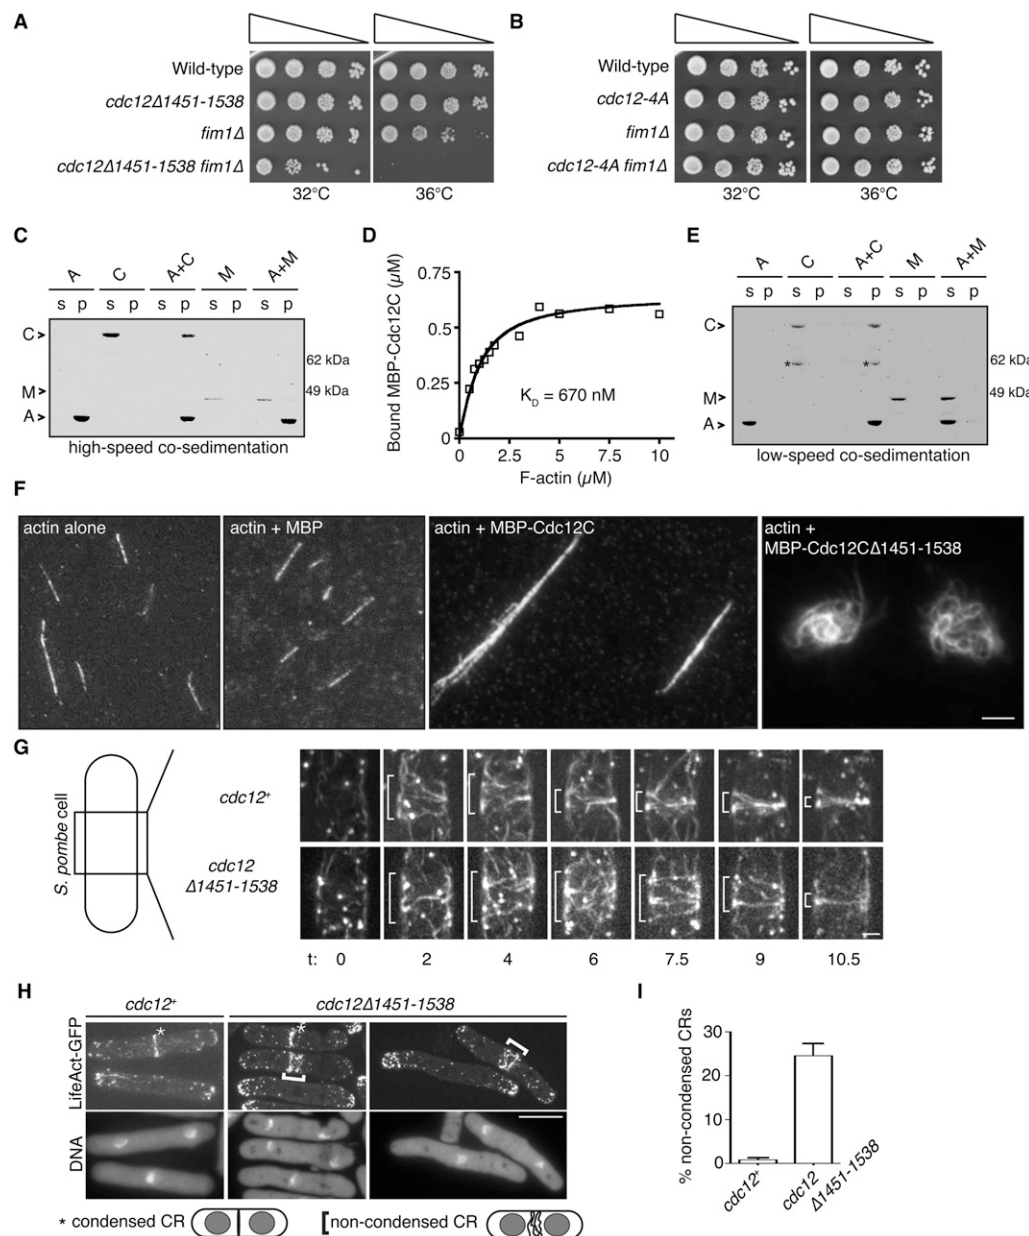 A
Wild-type
cdc12Δ1451-1538
fim1Δ
cdc12Δ1451-1538 fim1Δ
32°C 36°C
B
Wild-type
cdc12-4A
fim1Δ
cdc12-4A fim1Δ
32°C 36°C
C
A C A+C M A+M
s p s p s p s p s p
C
M
A
62 kDa
49 kDa
high-speed co-sedimentation
D
Bound MBP-Cdc12C (µM)
0.75
0.5
0.25
0
K_D = 670 nM
0 2.5 5 7.5 10
F-actin (µM)
E
A C A+C M A+M
s p s p s p s p s p
C
* *
M
A
62 kDa
49 kDa
low-speed co-sedimentation
F
actin alone
actin + MBP
actin + MBP-Cdc12C
actin +
MBP-Cdc12CΔ1451-1538
G
S. pombe cell
cdc12+
cdc12
Δ1451-1538
t: 0 2 4 6 7.5 9 10.5
H
cdc12+ cdc12Δ1451-1538
LifeAct-GFP
* *
DNA
* condensed CR
[ non-condensed CR
I
% non-condensed CRs
30
20
10
0
cdc12+
cdc12
Δ1451-1538